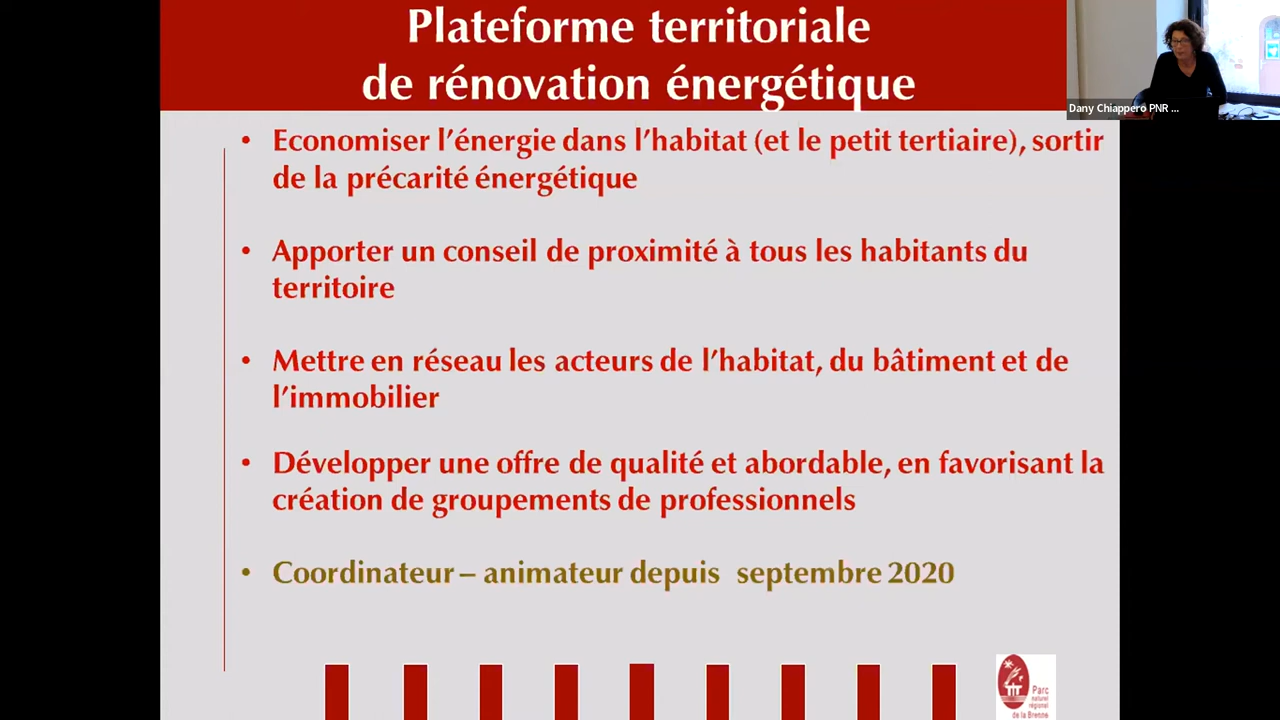 Plateforme territoriale
de rénovation énergétique
Dany Chiappero PNR ...
• Economiser l’énergie dans l’habitat (et le petit tertiaire), sortir
de la précarité énergétique
• Apporter un conseil de proximité à tous les habitants du
territoire
• Mettre en réseau les acteurs de l’habitat, du bâtiment et de
l’immobilier
• Développer une offre de qualité et abordable, en favorisant la
création de groupements de professionnels
• Coordinateur – animateur depuis septembre 2020
Parc
naturel
régional
de la Brenne